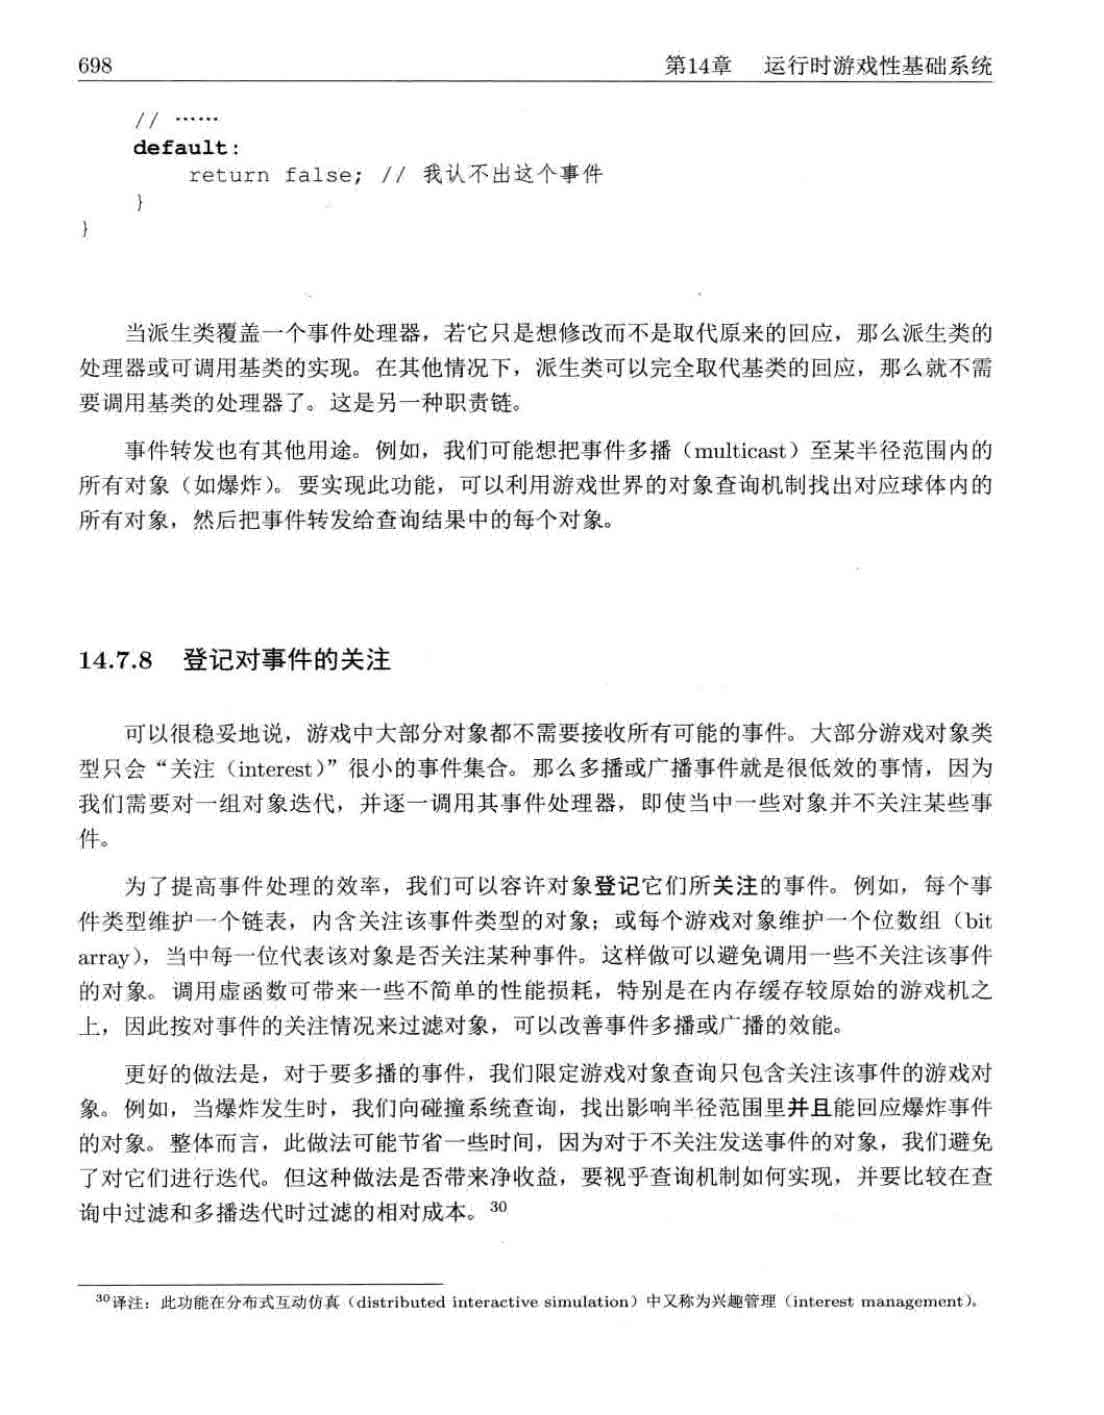 698
第14章 运行时游戏性基础系统
// ……
default:
return false; // 我认不出这个事件
}
}
当派生类覆盖一个事件处理器，若它只是想修改而不是取代原来的回应，那么派生类的
处理器或可调用基类的实现。在其他情况下，派生类可以完全取代基类的回应，那么就不需
要调用基类的处理器了。这是另一种职责链。
事件转发也有其他用途。例如，我们可能想把事件多播（multicast）至某半径范围内的
所有对象（如爆炸）。要实现此功能，可以利用游戏世界的对象查询机制找出对应球体内的
所有对象，然后把事件转发给查询结果中的每个对象。
14.7.8 登记对事件的关注
可以很稳妥地说，游戏中大部分对象都不需要接收所有可能的事件。大部分游戏对象类
型只会“关注（interest）”很小的事件集合。那么多播或广播事件就是很低效的事情，因为
我们需要对一组对象迭代，并逐一调用其事件处理器，即使当中一些对象并不关注某些事
件。
为了提高事件处理的效率，我们可以容许对象登记它们所关注的事件。例如，每个事
件类型维护一个链表，内含关注该事件类型的对象；或每个游戏对象维护一个位数组（bit
array），当中每一位代表该对象是否关注某种事件。这样做可以避免调用一些不关注该事件
的对象。调用虚函数可带来一些不简单的性能损耗，特别是在内存缓存较原始的游戏机之
上，因此按对事件的关注情况来过滤对象，可以改善事件多播或广播的效能。
更好的做法是，对于要多播的事件，我们限定游戏对象查询只包含关注该事件的游戏对
象。例如，当爆炸发生时，我们向碰撞系统查询，找出影响半径范围里并且能回应爆炸事件
的对象。整体而言，此做法可能节省一些时间，因为对于不关注发送事件的对象，我们避免
了对它们进行迭代。但这种做法是否带来净收益，要视乎查询机制如何实现，并要比较在查
询中过滤和多播迭代时过滤的相对成本。30
30译注：此功能在分布式互动仿真（distributed interactive simulation）中又称为兴趣管理（interest management）。